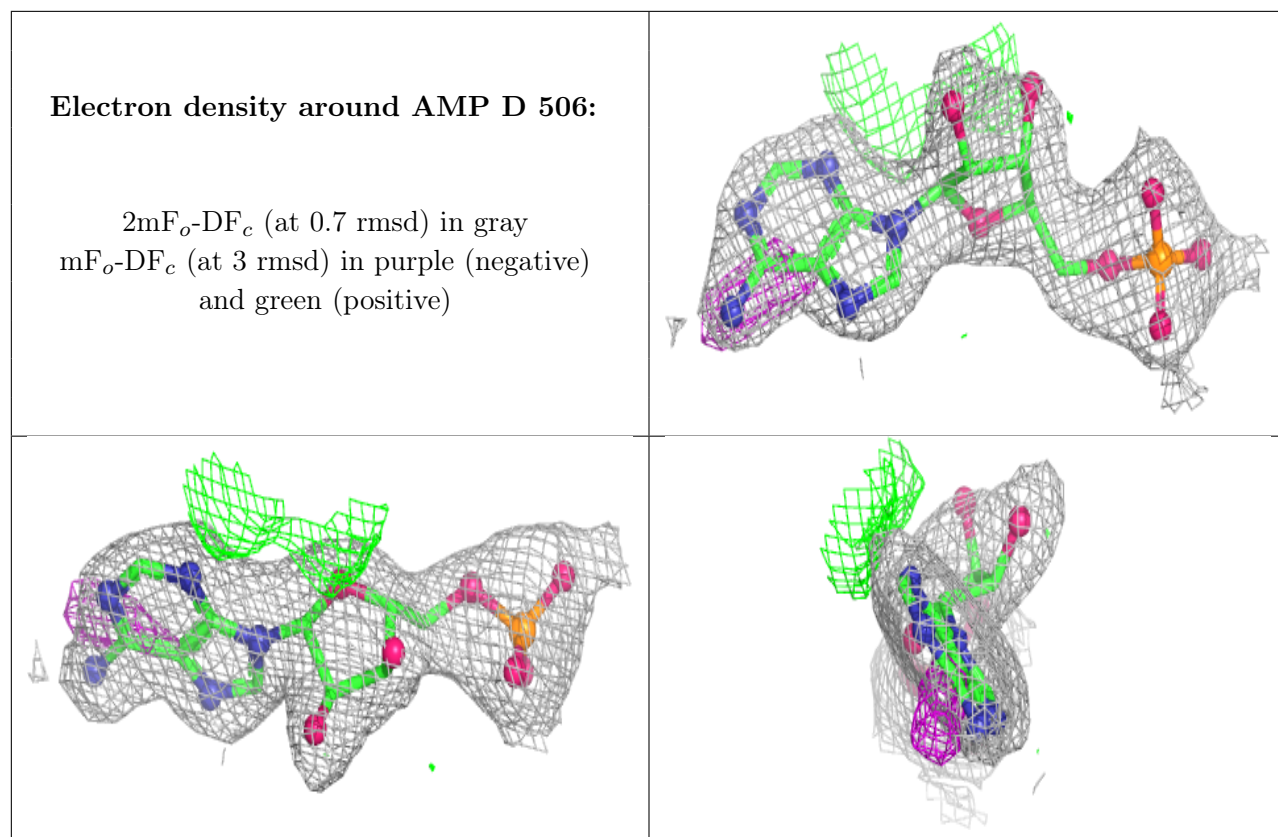 Electron density around AMP D 506:
2mFₒ-DF𝒸 (at 0.7 rmsd) in gray
mFₒ-DF𝒸 (at 3 rmsd) in purple (negative)
and green (positive)